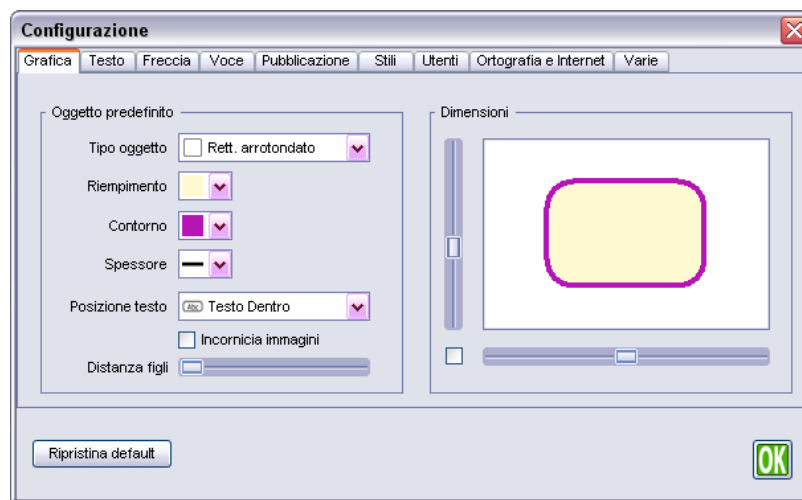 Configurazione
Grafica Testo Freccia Voce Pubblicazione Stili Utenti Ortografia e Internet Varie
Oggetto predefinito
Tipo oggetto Rett. arrotondato
Riempimento
Contorno
Spessore
Posizione testo Abc Testo Dentro
Incornicia immagini
Distanza figli
Dimensioni
Ripristina default
OK